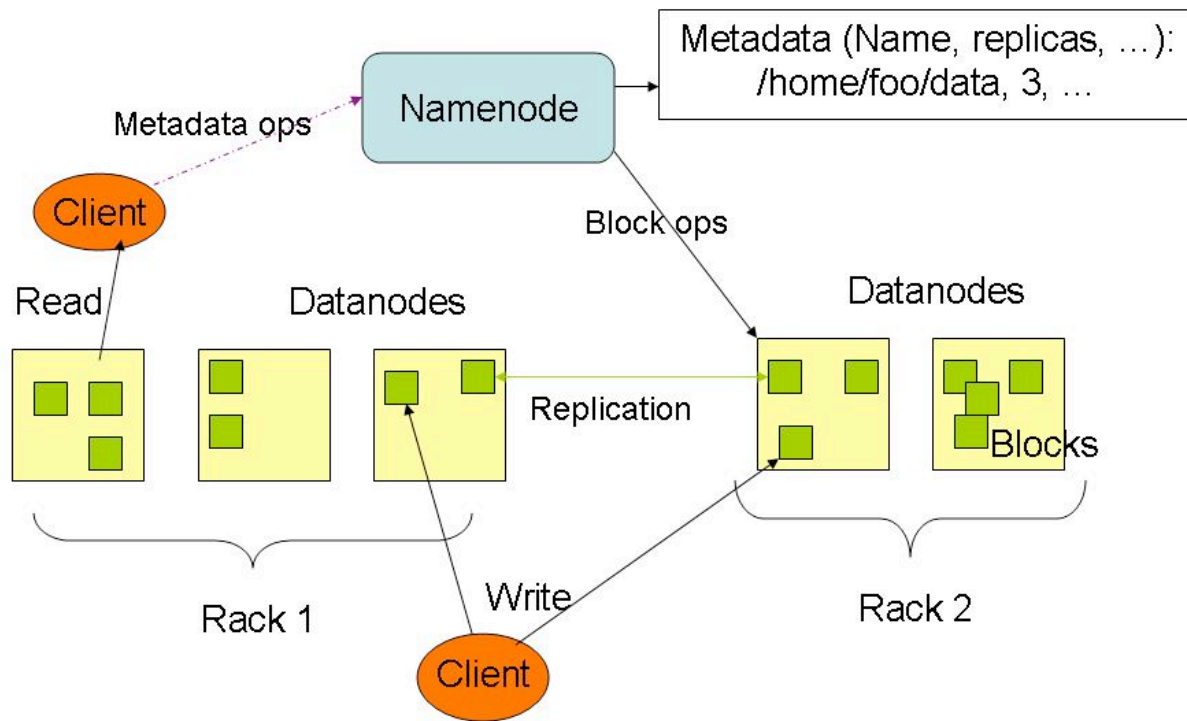 Metadata (Name, replicas, …):
/home/foo/data, 3, …
Namenode
Metadata ops
Client
Block ops
Read
Datanodes
Datanodes
Replication
Blocks
Rack 1
Write
Rack 2
Client